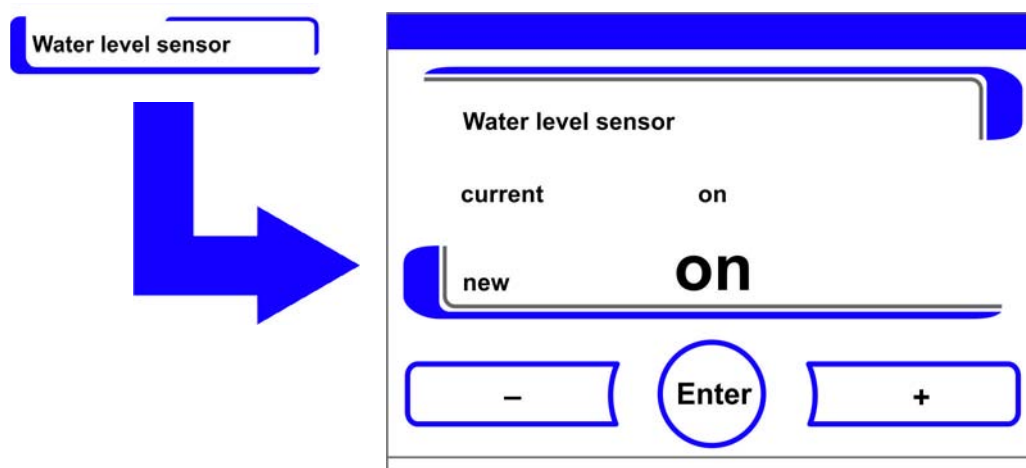 Water level sensor
Water level sensor
current on
new on
– Enter +